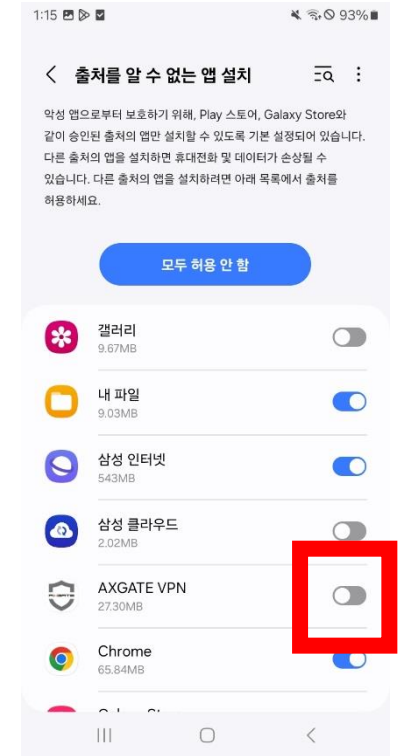 1:15 93%
출처를 알 수 없는 앱 설치
악성 앱으로부터 보호하기 위해, Play 스토어, Galaxy Store와
같이 승인된 출처의 앱만 설치할 수 있도록 기본 설정되어 있습니다.
다른 출처의 앱을 설치하면 휴대전화 및 데이터가 손상될 수
있습니다. 다른 출처의 앱을 설치하려면 아래 목록에서 출처를
허용하세요.
모두 허용 안 함
갤러리
9.67MB
내 파일
9.03MB
삼성 인터넷
543MB
삼성 클라우드
2.02MB
AXGATE VPN
27.30MB
Chrome
65.84MB